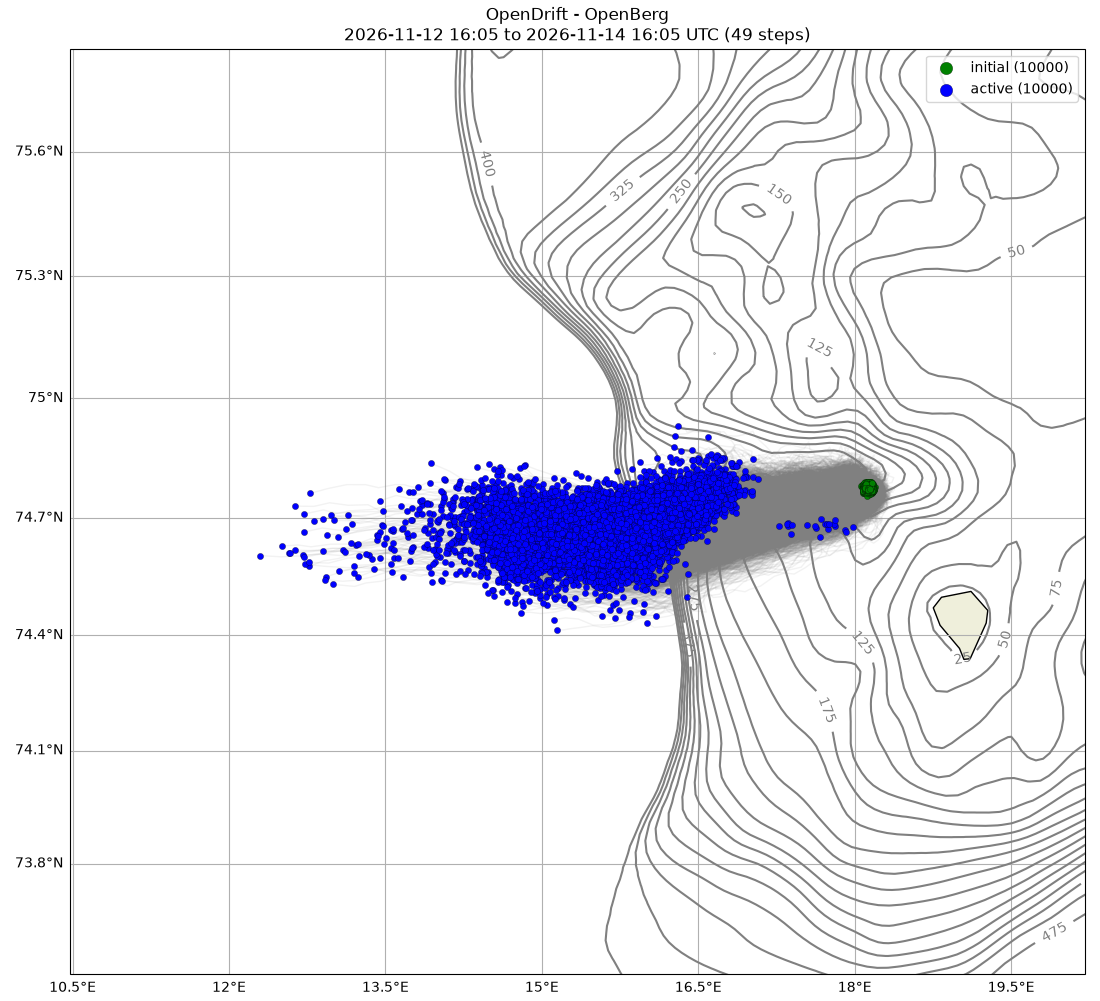 OpenDrift - OpenBerg
2026-11-12 16:05 to 2026-11-14 16:05 UTC (49 steps)
initial (10000)
active (10000)
75.6°N
75.3°N
75°N
74.7°N
74.4°N
74.1°N
73.8°N
400
325
250
150
50
125
75
50
25
125
175
475
10.5°E
12°E
13.5°E
15°E
16.5°E
18°E
19.5°E